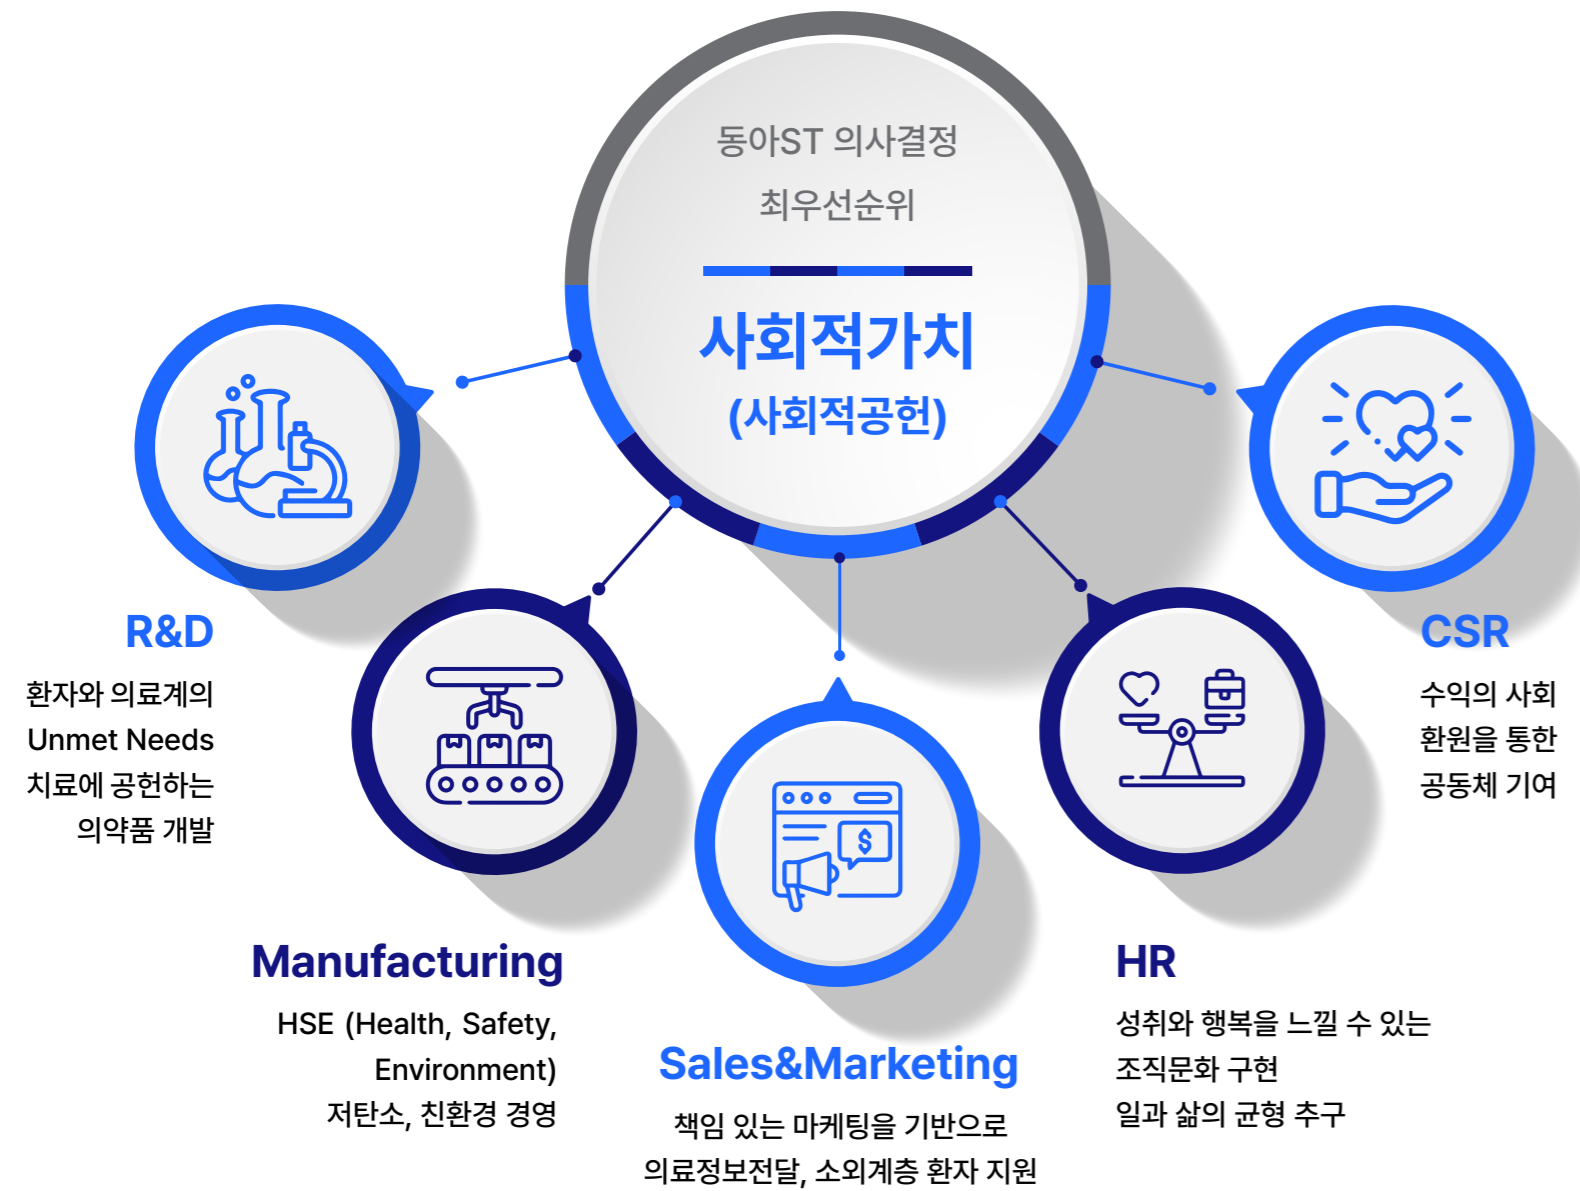 동아ST 의사결정
최우선순위
사회적가치
(사회적공헌)
R&D
환자와 의료계의
Unmet Needs
치료에 공헌하는
의약품 개발
Manufacturing
HSE (Health, Safety,
Environment)
저탄소, 친환경 경영
$
Sales&Marketing
책임 있는 마케팅을 기반으로
의료정보전달, 소외계층 환자 지원
HR
성취와 행복을 느낄 수 있는
조직문화 구현
일과 삶의 균형 추구
CSR
수익의 사회
환원을 통한
공동체 기여